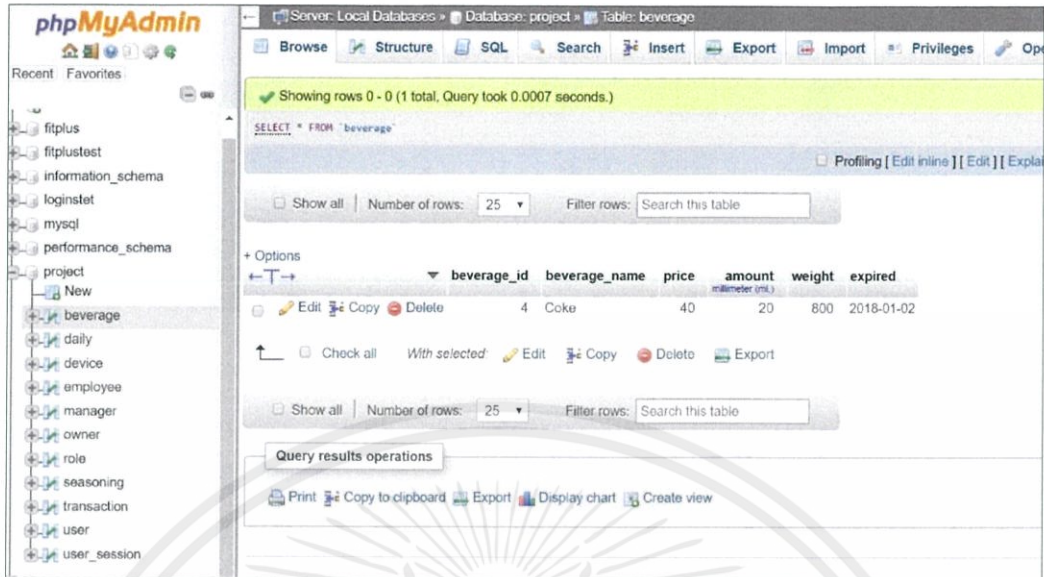 phpMyAdmin
Recent Favorites
fitplus
fitplustest
information_schema
loginstet
mysql
performance_schema
project
New
beverage
daily
device
employee
manager
owner
role
seasoning
transaction
user
user_session
Server: Local Databases » Database: project » Table: beverage
Browse Structure SQL Search Insert Export Import Privileges Ope
Showing rows 0 - 0 (1 total, Query took 0.0007 seconds.)
SELECT * FROM `beverage`
Profiling [ Edit inline ] [ Edit ] [ Explai
Show all Number of rows: 25 Filter rows: Search this table
+ Options
←T→ beverage_id beverage_name price amount weight expired
millimeter (ml.)
Edit Copy Delete 4 Coke 40 20 800 2018-01-02
Check all With selected: Edit Copy Delete Export
Show all Number of rows: 25 Filter rows: Search this table
Query results operations
Print Copy to clipboard Export Display chart Create view